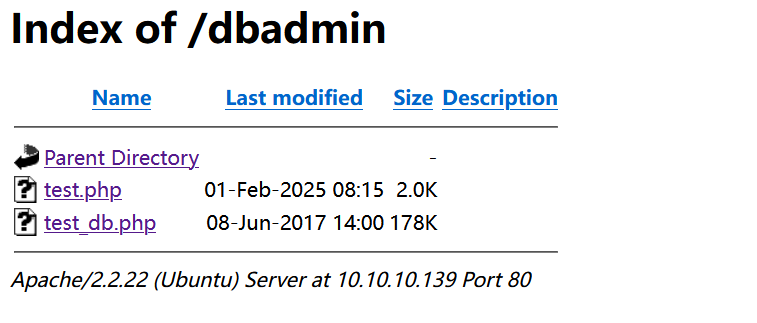 Index of /dbadmin
Name Last modified Size Description
Parent Directory -
test.php 01-Feb-2025 08:15 2.0K
test_db.php 08-Jun-2017 14:00 178K
Apache/2.2.22 (Ubuntu) Server at 10.10.10.139 Port 80